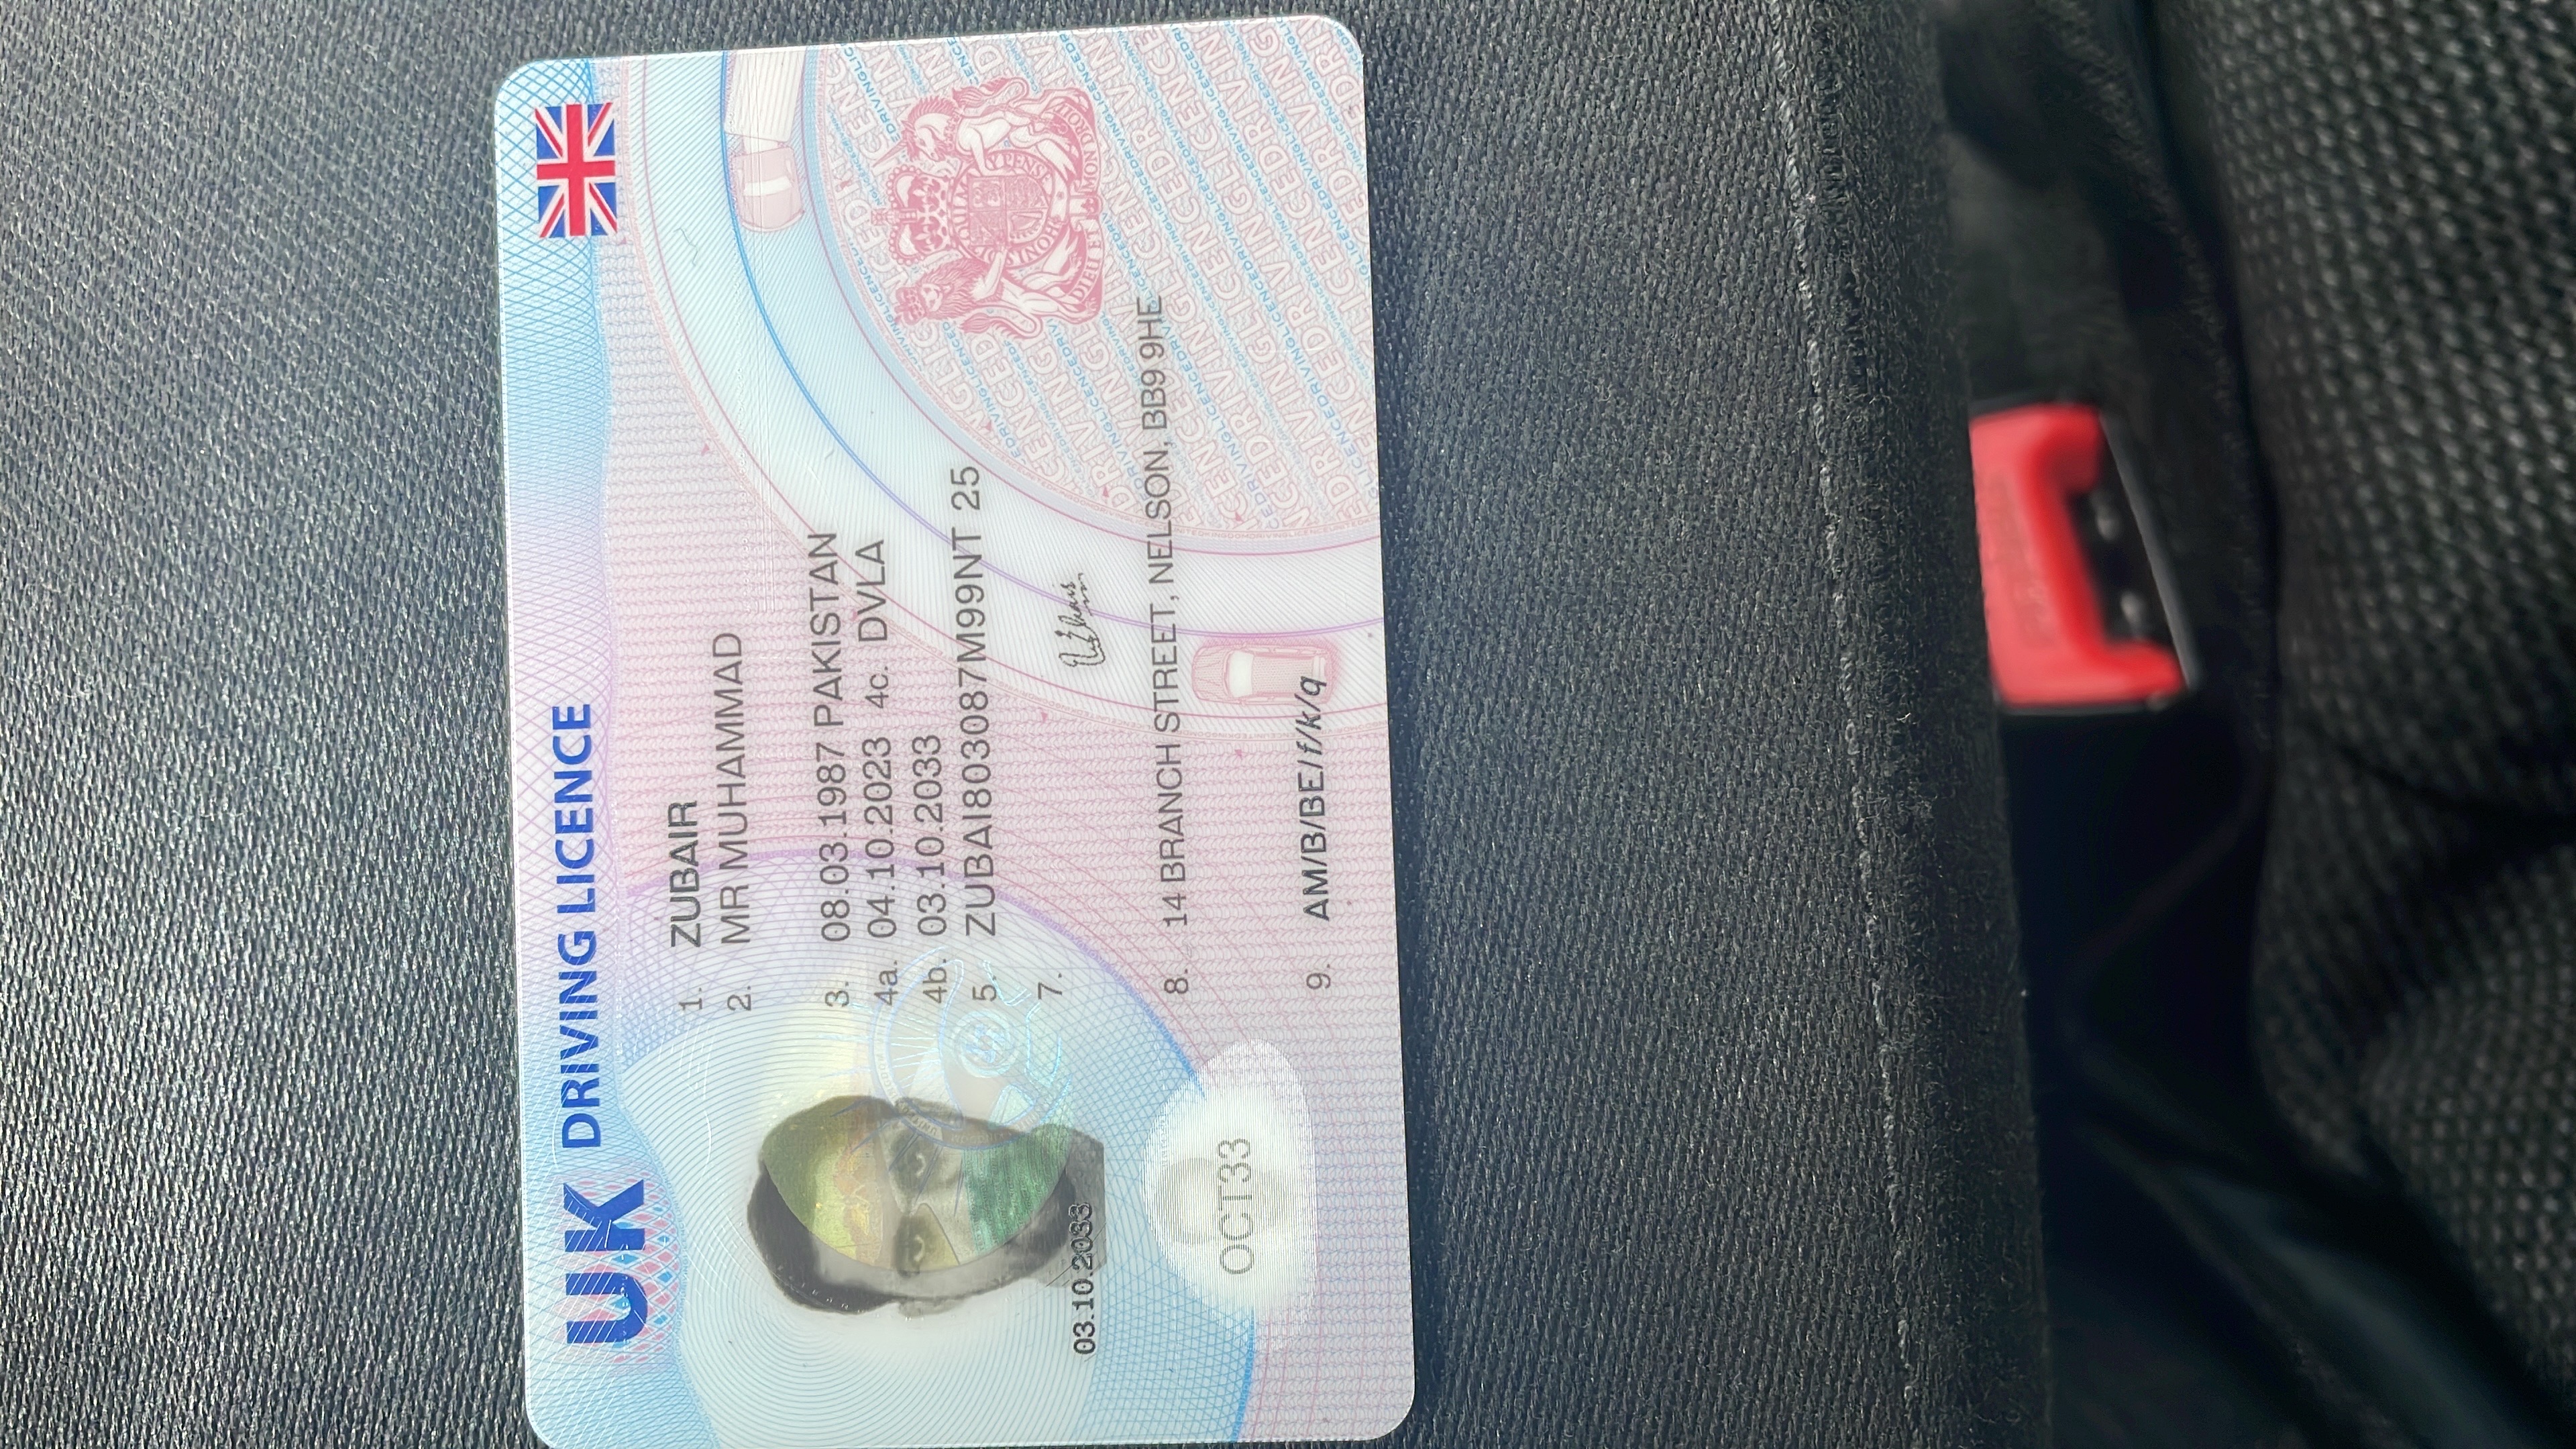 UK DRIVING LICENCE
1. ZUBAIR
2. MR MUHAMMAD
3. 08.03.1987 PAKISTAN
4a. 04.10.2023 4c. DVLA
4b. 03.10.2033
5. ZUBAI803087M99NT 25
7.
03.10.2033
8. 14 BRANCH STREET, NELSON, BB9 9HE
OCT33
9. AM/B/BE/f/k/q
DIEU ET MON DROIT